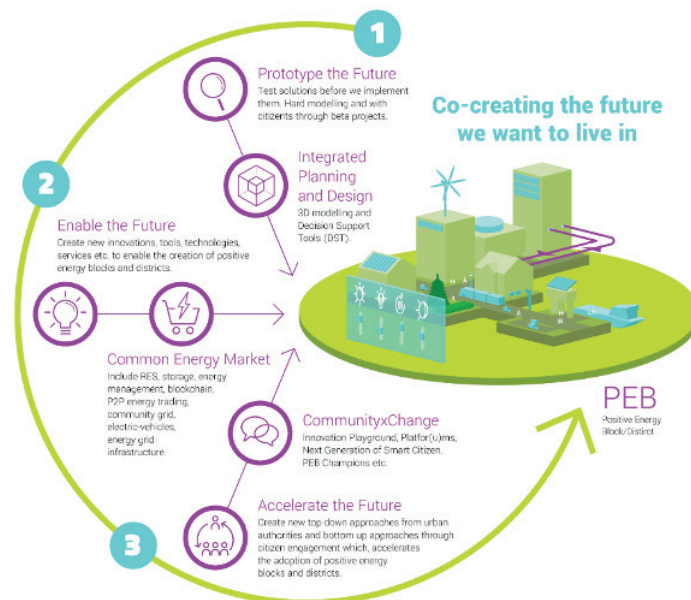 1
Prototype the Future
Test solutions before we implement
them. Hard modelling and with
citizents through beta projects.
Co-creating the future
we want to live in
Integrated
Planning
and Design
3D modelling and
Decision Support
Tools (DST).
2
Enable the Future
Create new innovations, tools, technologies,
services etc. to enable the creation of positive
energy blocks and districts.
Common Energy Market
Include RES, storage, energy
management, blockchain,
P2P energy trading,
community grid,
electric-vehicles,
energy grid
infrastructure.
CommunityxChange
Innovation Playground, Platfor(u)ms,
Next Generation of Smart Citizen,
PEB Champions etc.
PEB
Positive Energy
Block/Distirct
3
Accelerate the Future
Create new top-down approaches from urban
authorities and bottom up approaches through
citizen engagement which, accelerates
the adoption of positive energy
blocks and districts.